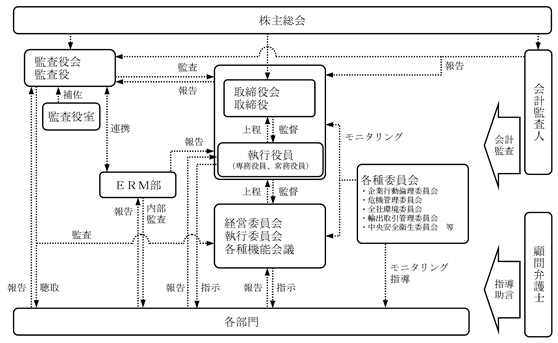 株主総会
監査役会
監査役
監査
報告
報告
補佐
監査役室
取締役会
取締役
上程
監督
執行役員
(専務役員、常務役員)
会計監査人
会計
監査
連携
報告
モニタリング
ERM部
報告
内部
監査
上程
監督
各種委員会
・企業行動倫理委員会
・危機管理委員会
・全社環境委員会
・輸出取引管理委員会
・中央安全衛生委員会 等
監査
経営委員会
執行委員会
各種機能会議
顧問弁護士
指導
助言
報告
聴取
報告
指示
報告
指示
モニタリング
指導
各部門